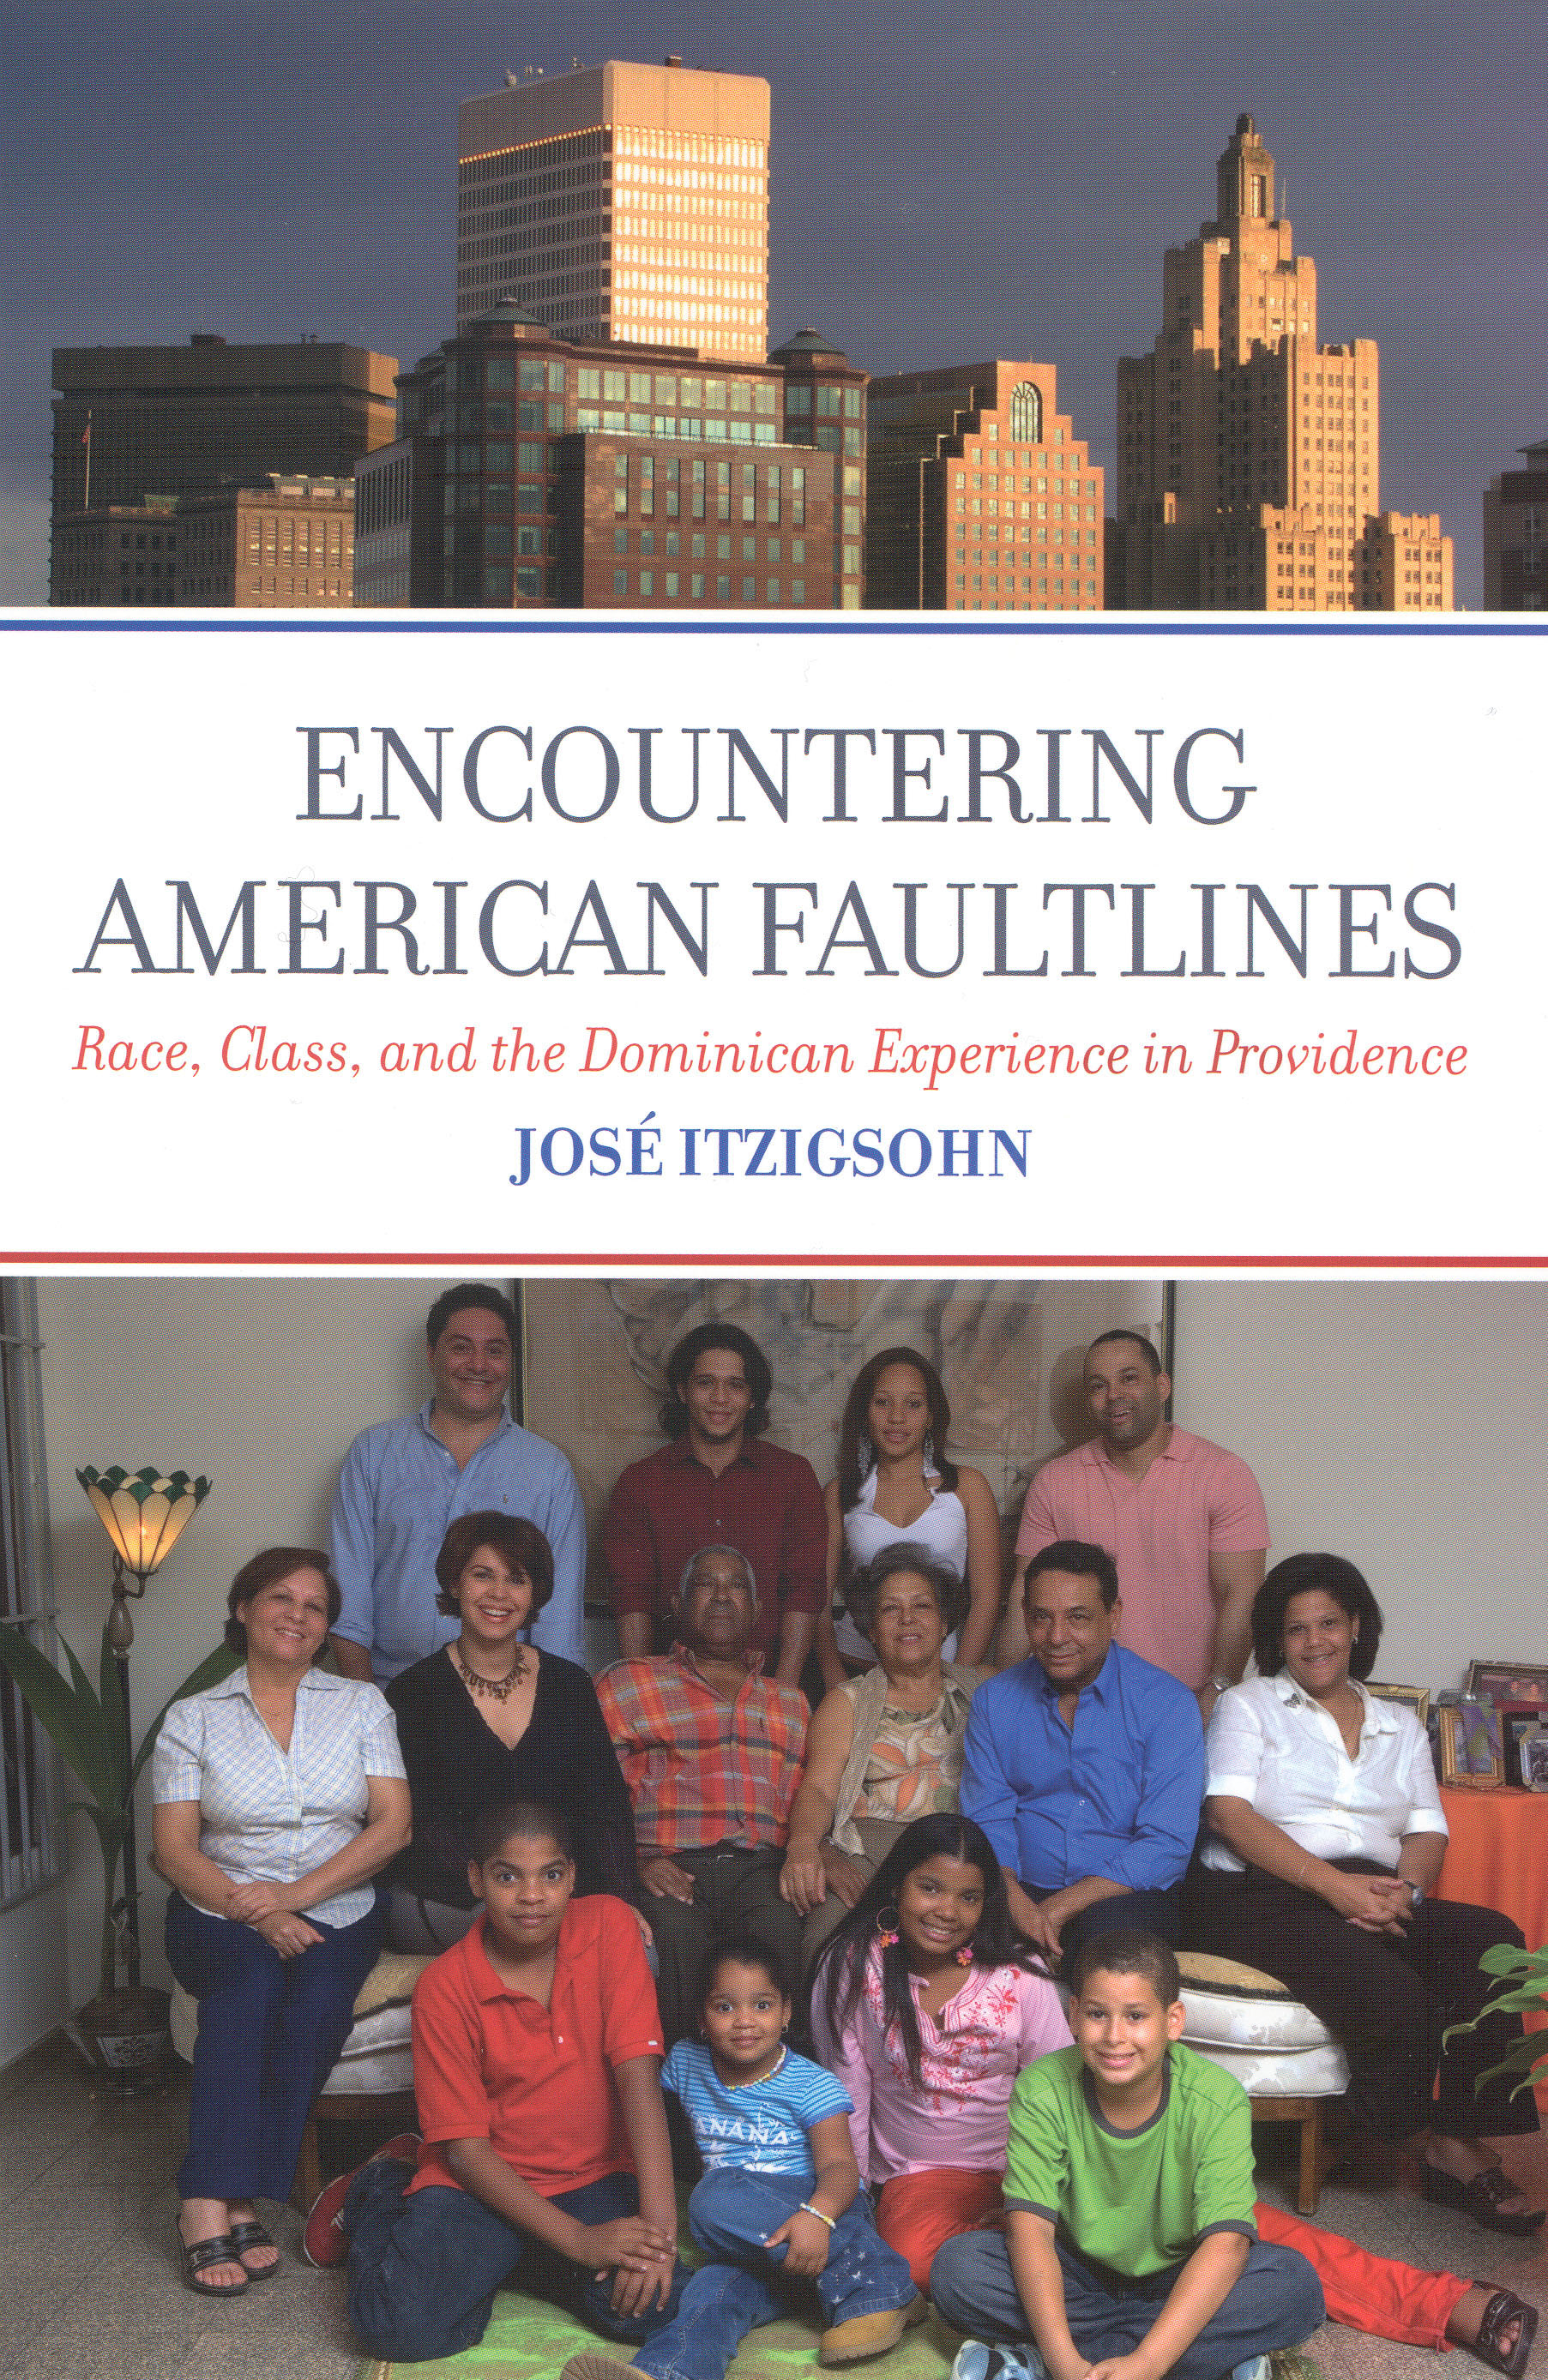 ENCOUNTERING
AMERICAN FAULTLINES
Race, Class, and the Dominican Experience in Providence
JOSÉ ITZIGSOHN